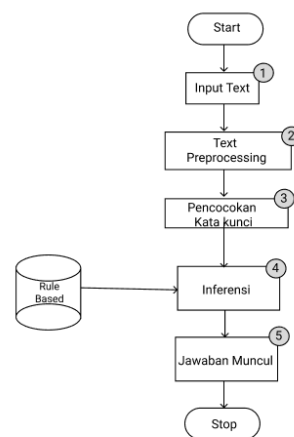 Start
1
Input Text
2
Text
Preprocessing
3
Pencocokan
Kata kunci
4
Rule
Based
Inferensi
5
Jawaban Muncul
Stop